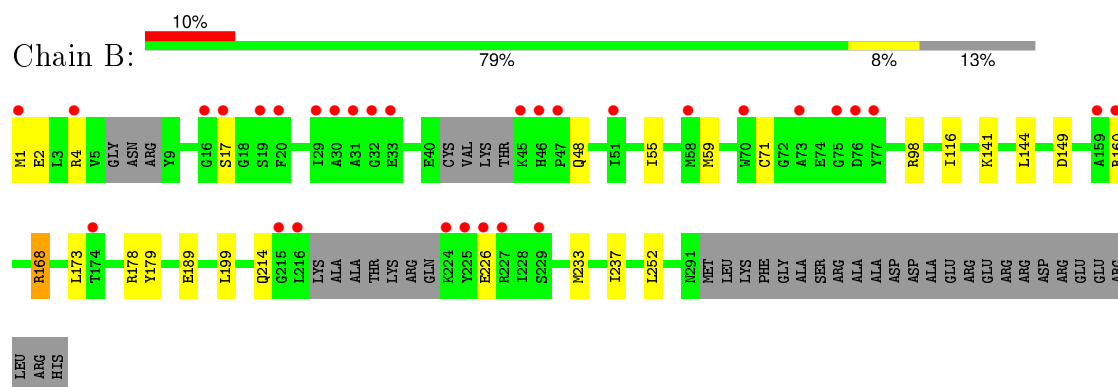 10%
Chain B:
79% 8% 13%
M1 E2 L3 R4 V5 GLY ASN ARG Y9 G16 S17 G18 S19 F20 I29 A30 A31 G32 E33 E40 CYS VAL LYS THR K45 H46 P47 Q48 I51 I55 M58 M59 W70 C71 G72 A73 E74 G75 D76 Y77 R98 I116 K141 L144 D149 A159 R160
R168 L173 T174 R178 Y179 E189 L199 Q214 G215 L216 LYS ALA ALA THR LYS ARG GLN K224 Y225 E226 R227 I228 S229 M233 I237 L252 N291 MET LEU LYS PHE GLY ALA SER ARG ALA ALA ASP ASP ALA GLU ARG GLU ARG ARG ASP ARG GLU GLU ARG
LEU ARG HIS